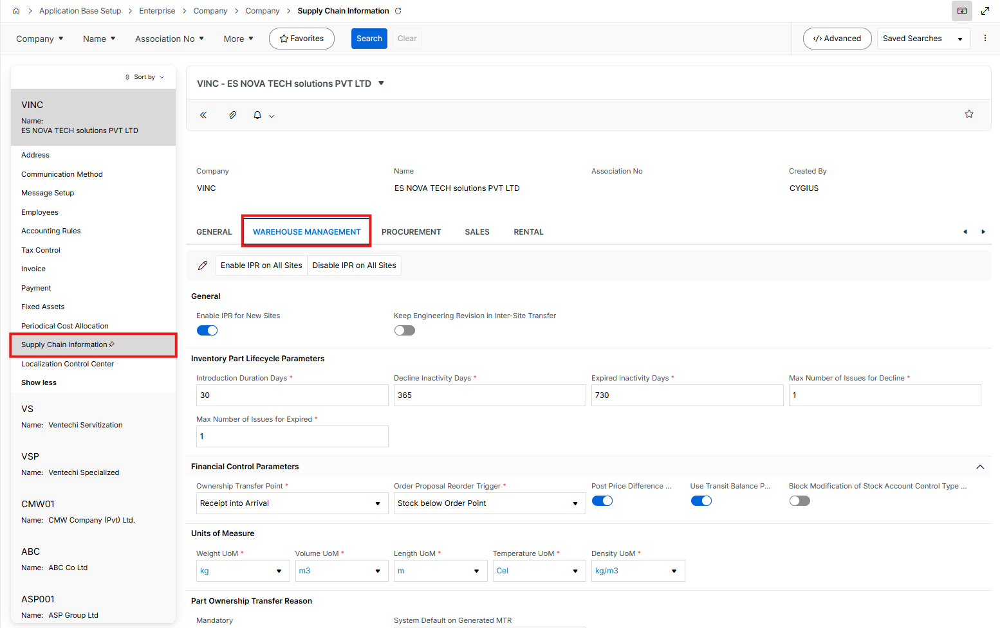 Application Base Setup > Enterprise > Company > Company > Supply Chain Information
Company Name Association No More Favorites Search Clear </> Advanced Saved Searches
Sort by
VINC
Name:
ES NOVA TECH solutions PVT LTD
Address
Communication Method
Message Setup
Employees
Accounting Rules
Tax Control
Invoice
Payment
Fixed Assets
Periodical Cost Allocation
Supply Chain Information
Localization Control Center
Show less
VS
Name: Ventechi Servitization
VSP
Name: Ventechi Specialized
CMW01
Name: CMW Company (Pvt) Ltd.
ABC
Name: ABC Co Ltd
ASP001
Name: ASP Group Ltd
VINC - ES NOVA TECH solutions PVT LTD
Company Name Association No Created By
VINC ES NOVA TECH solutions PVT LTD CYGIUS
GENERAL WAREHOUSE MANAGEMENT PROCUREMENT SALES RENTAL
Enable IPR on All Sites Disable IPR on All Sites
General
Enable IPR for New Sites Keep Engineering Revision in Inter-Site Transfer
Inventory Part Lifecycle Parameters
Introduction Duration Days * Decline Inactivity Days * Expired Inactivity Days * Max Number of Issues for Decline *
30 365 730 1
Max Number of Issues for Expired *
1
Financial Control Parameters
Ownership Transfer Point * Order Proposal Reorder Trigger * Post Price Difference ... Use Transit Balance P... Block Modification of Stock Account Control Type ...
Receipt into Arrival Stock below Order Point
Units of Measure
Weight UoM * Volume UoM * Length UoM * Temperature UoM * Density UoM *
kg m3 m Cel kg/m3
Part Ownership Transfer Reason
Mandatory System Default on Generated MTR